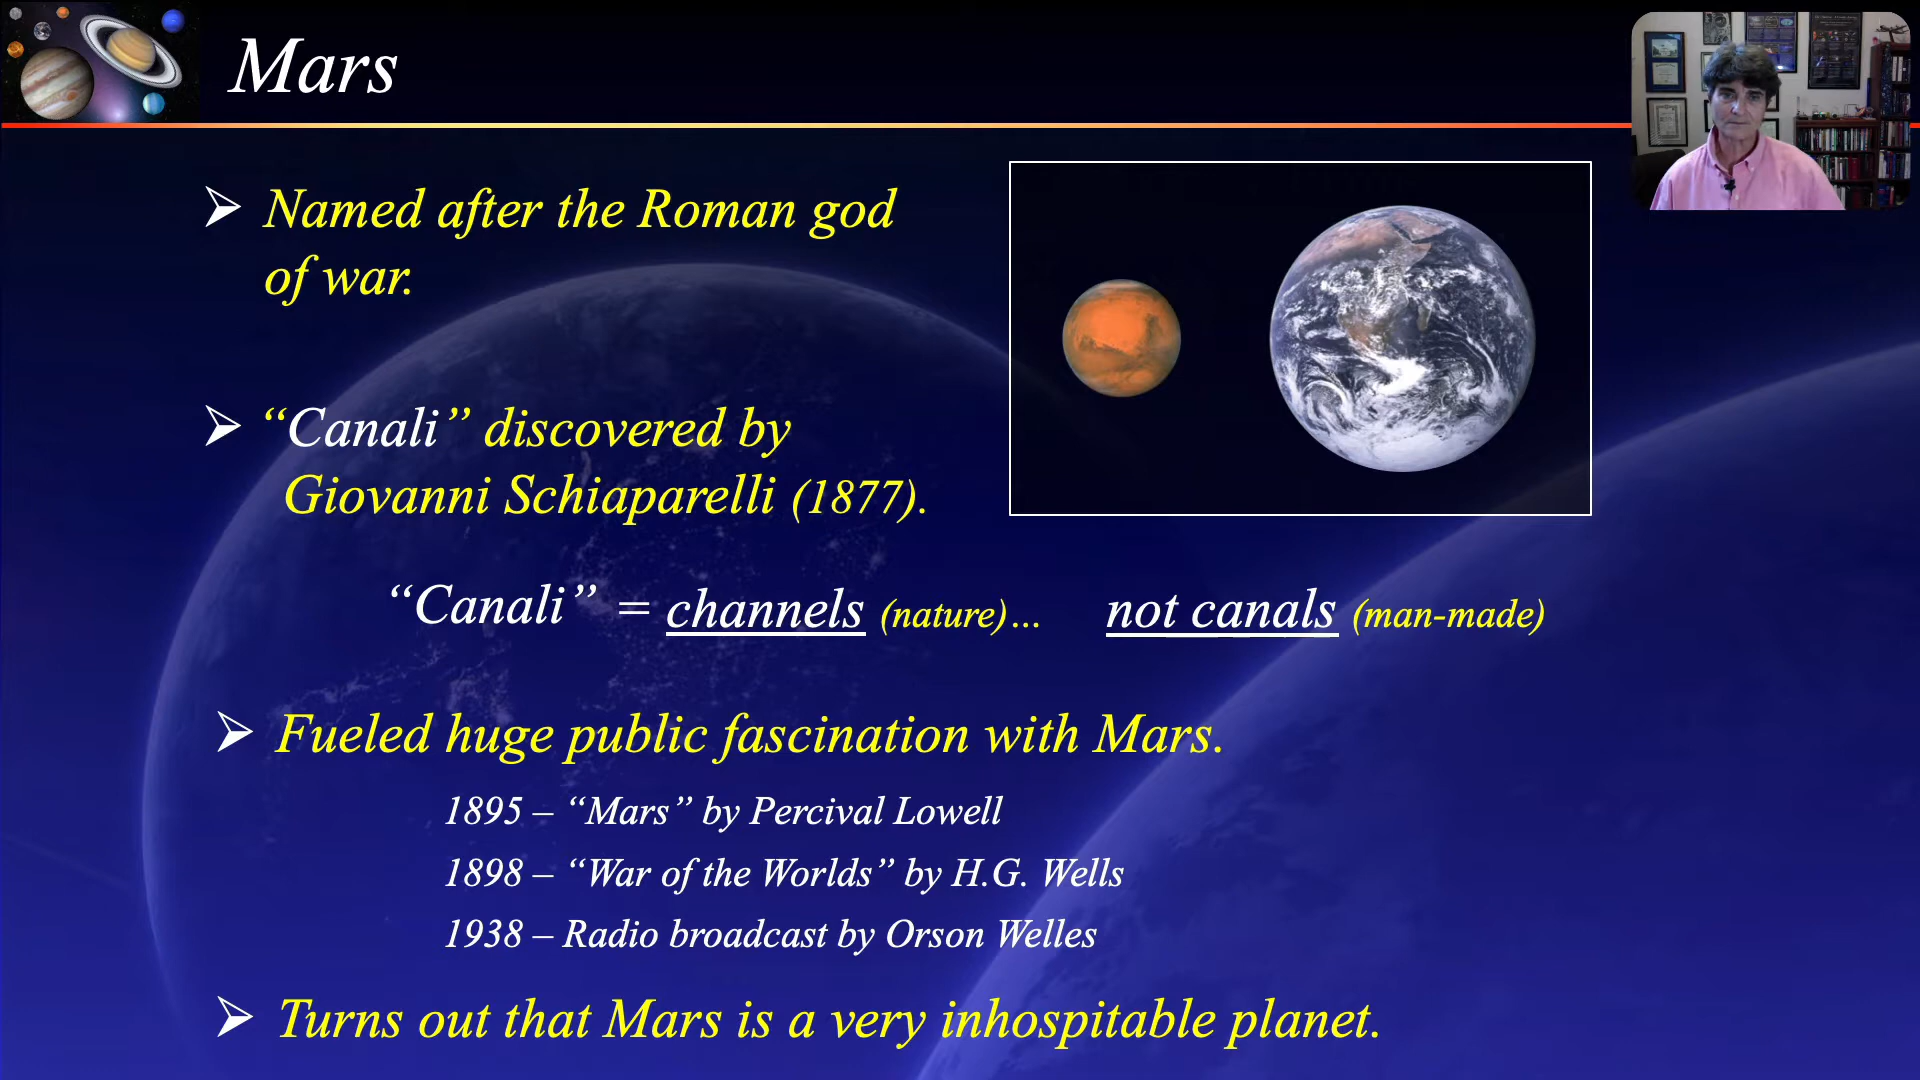 Mars
➢ Named after the Roman god
of war.
➢ “Canali” discovered by
Giovanni Schiaparelli (1877).
“Canali” = channels (nature)… not canals (man-made)
➢ Fueled huge public fascination with Mars.
1895 – “Mars” by Percival Lowell
1898 – “War of the Worlds” by H.G. Wells
1938 – Radio broadcast by Orson Welles
➢ Turns out that Mars is a very inhospitable planet.